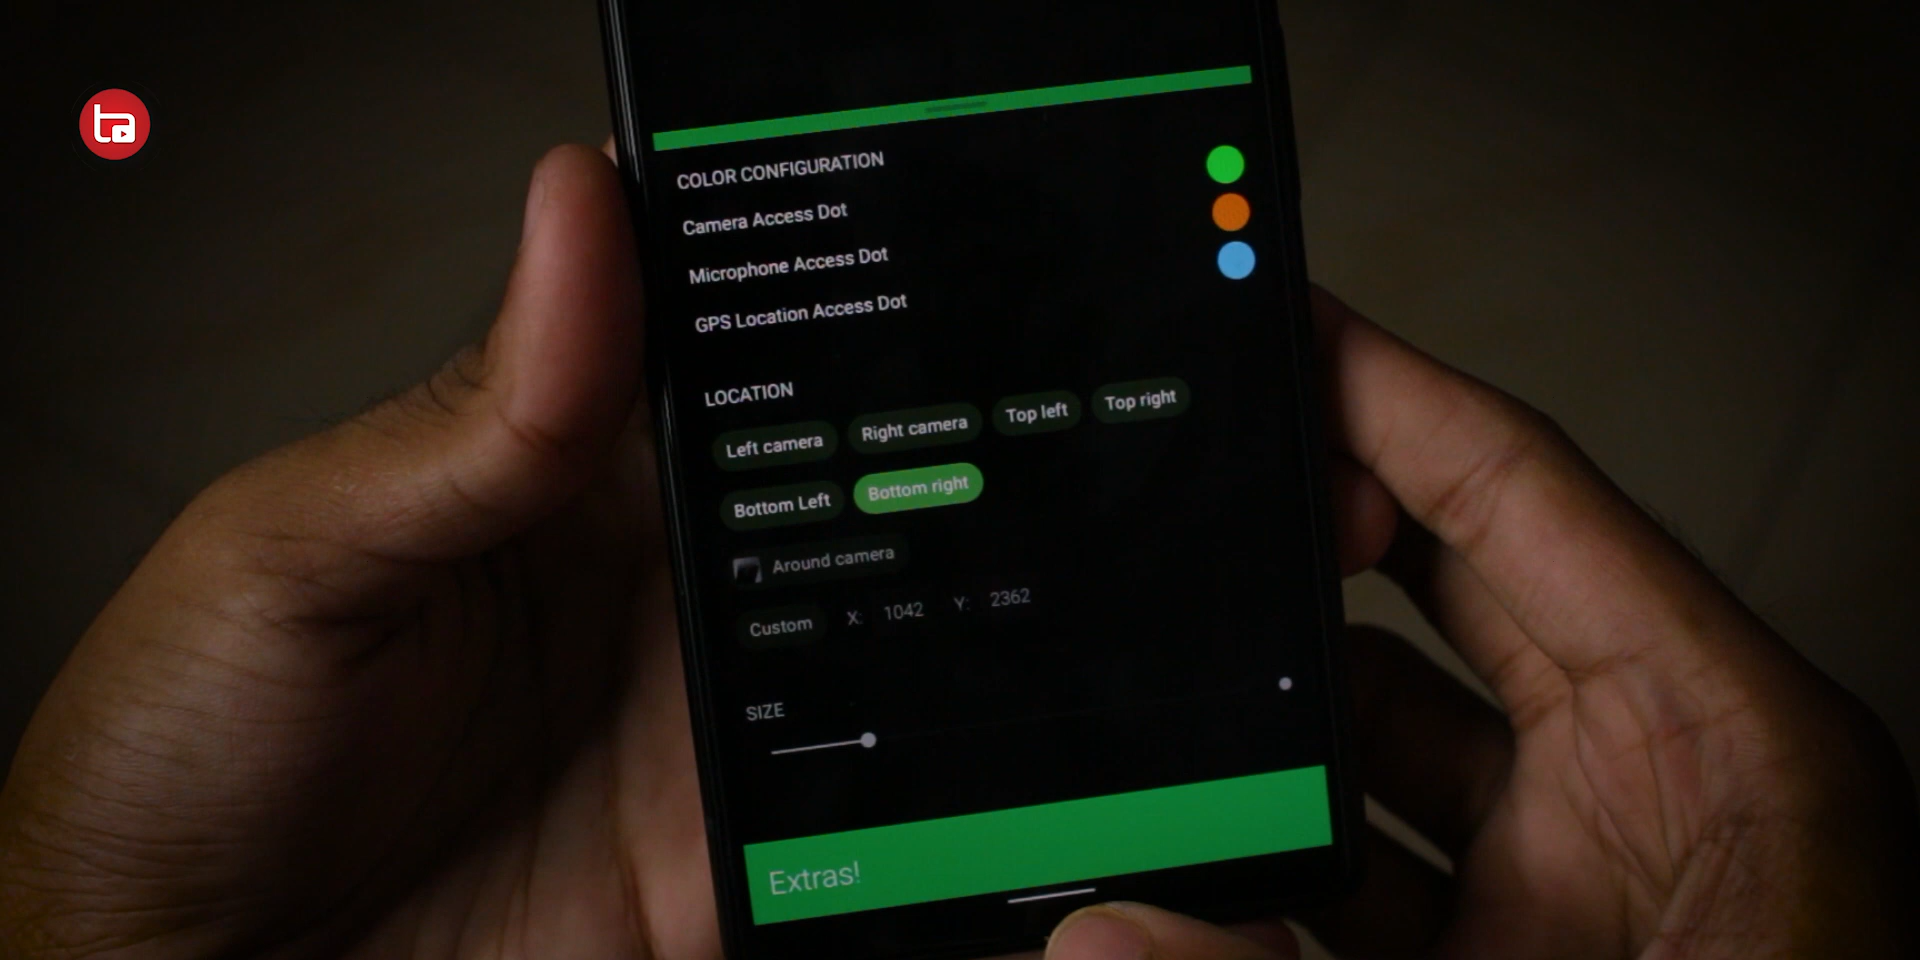 ta
COLOR CONFIGURATION
Camera Access Dot
Microphone Access Dot
GPS Location Access Dot
LOCATION
Left camera Right camera Top left Top right
Bottom Left Bottom right
Around camera
Custom X: 1042 Y: 2362
SIZE
Extras!